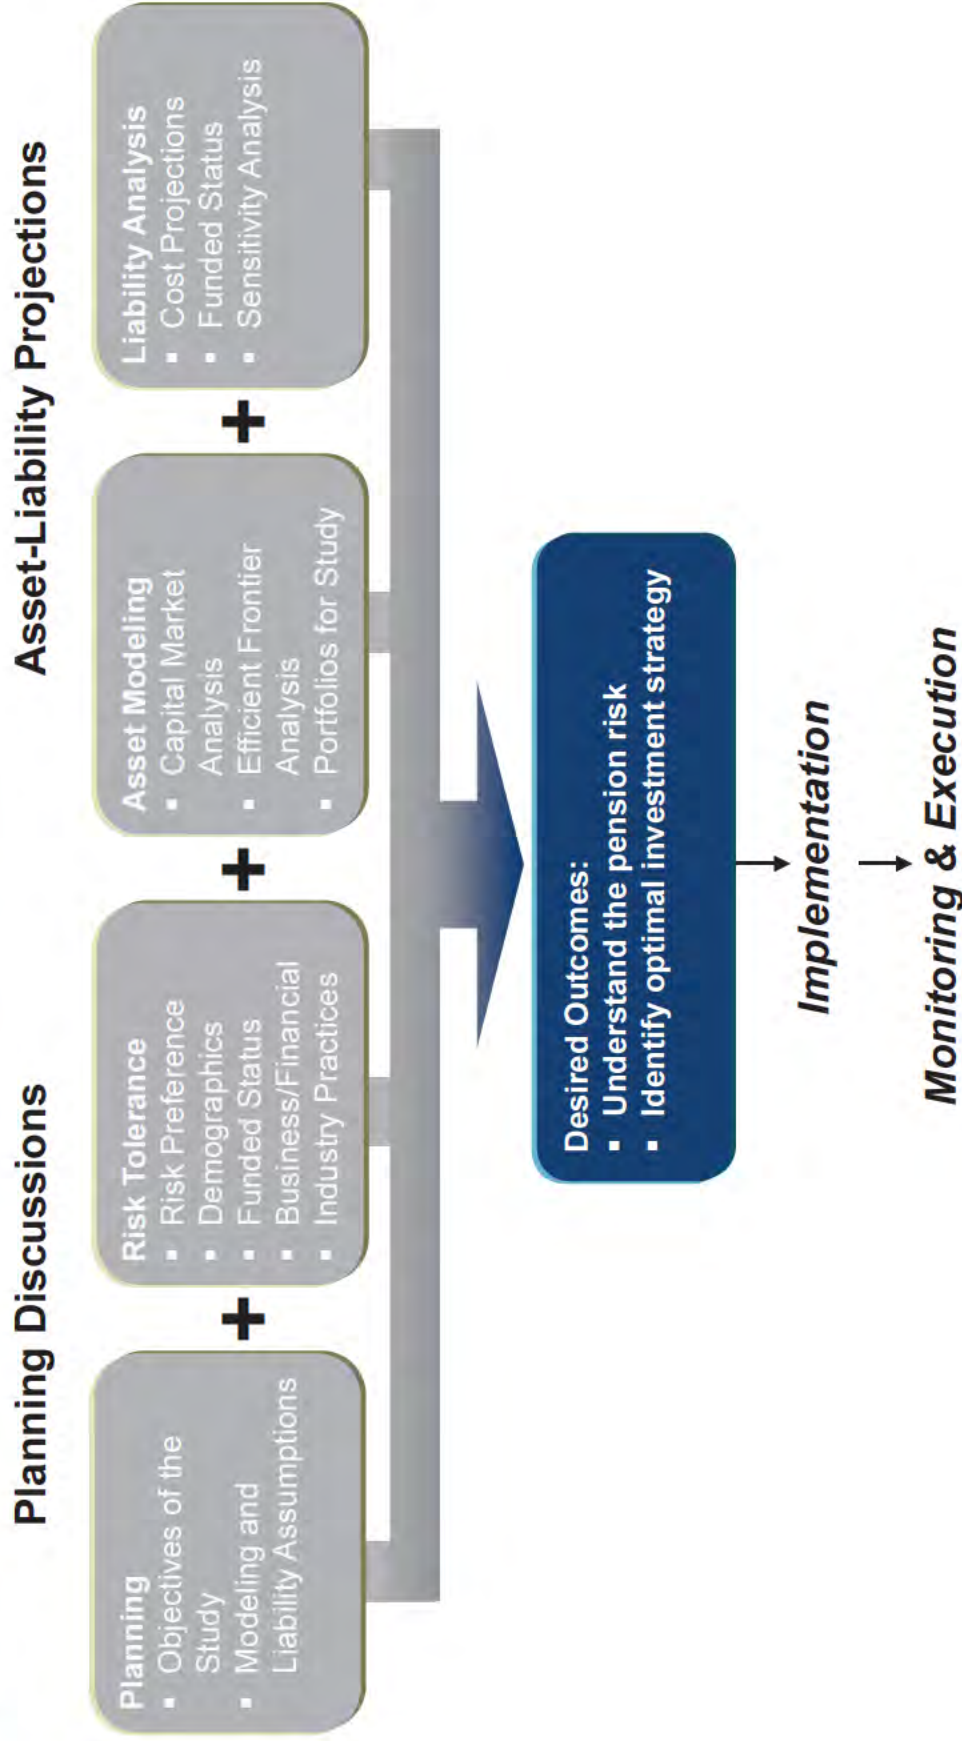 Planning Discussions
Asset-Liability Projections
Planning
▪ Objectives of the
Study
▪ Modeling and
Liability Assumptions
+
Risk Tolerance
▪ Risk Preference
▪ Demographics
▪ Funded Status
▪ Business/Financial
▪ Industry Practices
+
Asset Modeling
▪ Capital Market
Analysis
▪ Efficient Frontier
Analysis
▪ Portfolios for Study
+
Liability Analysis
▪ Cost Projections
▪ Funded Status
▪ Sensitivity Analysis
Desired Outcomes:
▪ Understand the pension risk
▪ Identify optimal investment strategy
Implementation
Monitoring & Execution